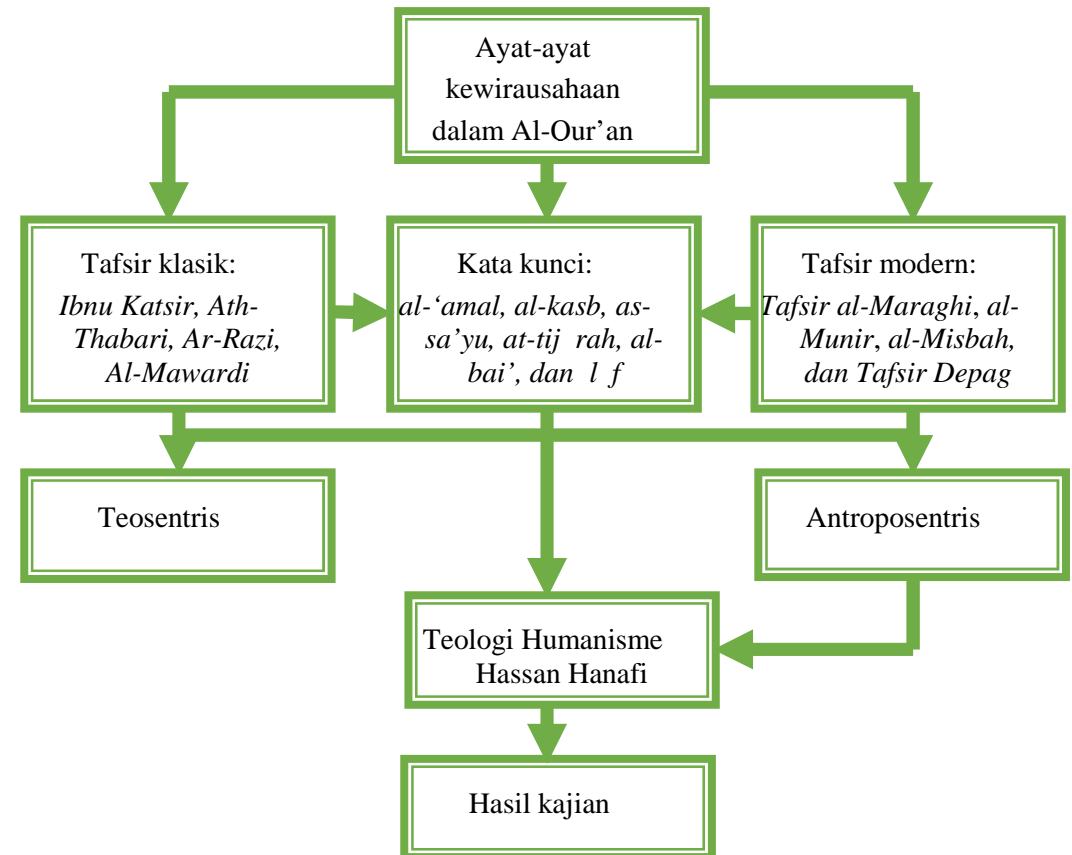 Ayat-ayat
kewirausahaan
dalam Al-Our’an
Tafsir klasik:
Ibnu Katsir, Ath-
Thabari, Ar-Razi,
Al-Mawardi
Kata kunci:
al-‘amal, al-kasb, as-
sa’yu, at-tij rah, al-
bai’, dan l f
Tafsir modern:
Tafsir al-Maraghi, al-
Munir, al-Misbah,
dan Tafsir Depag
Teosentris
Antroposentris
Teologi Humanisme
Hassan Hanafi
Hasil kajian